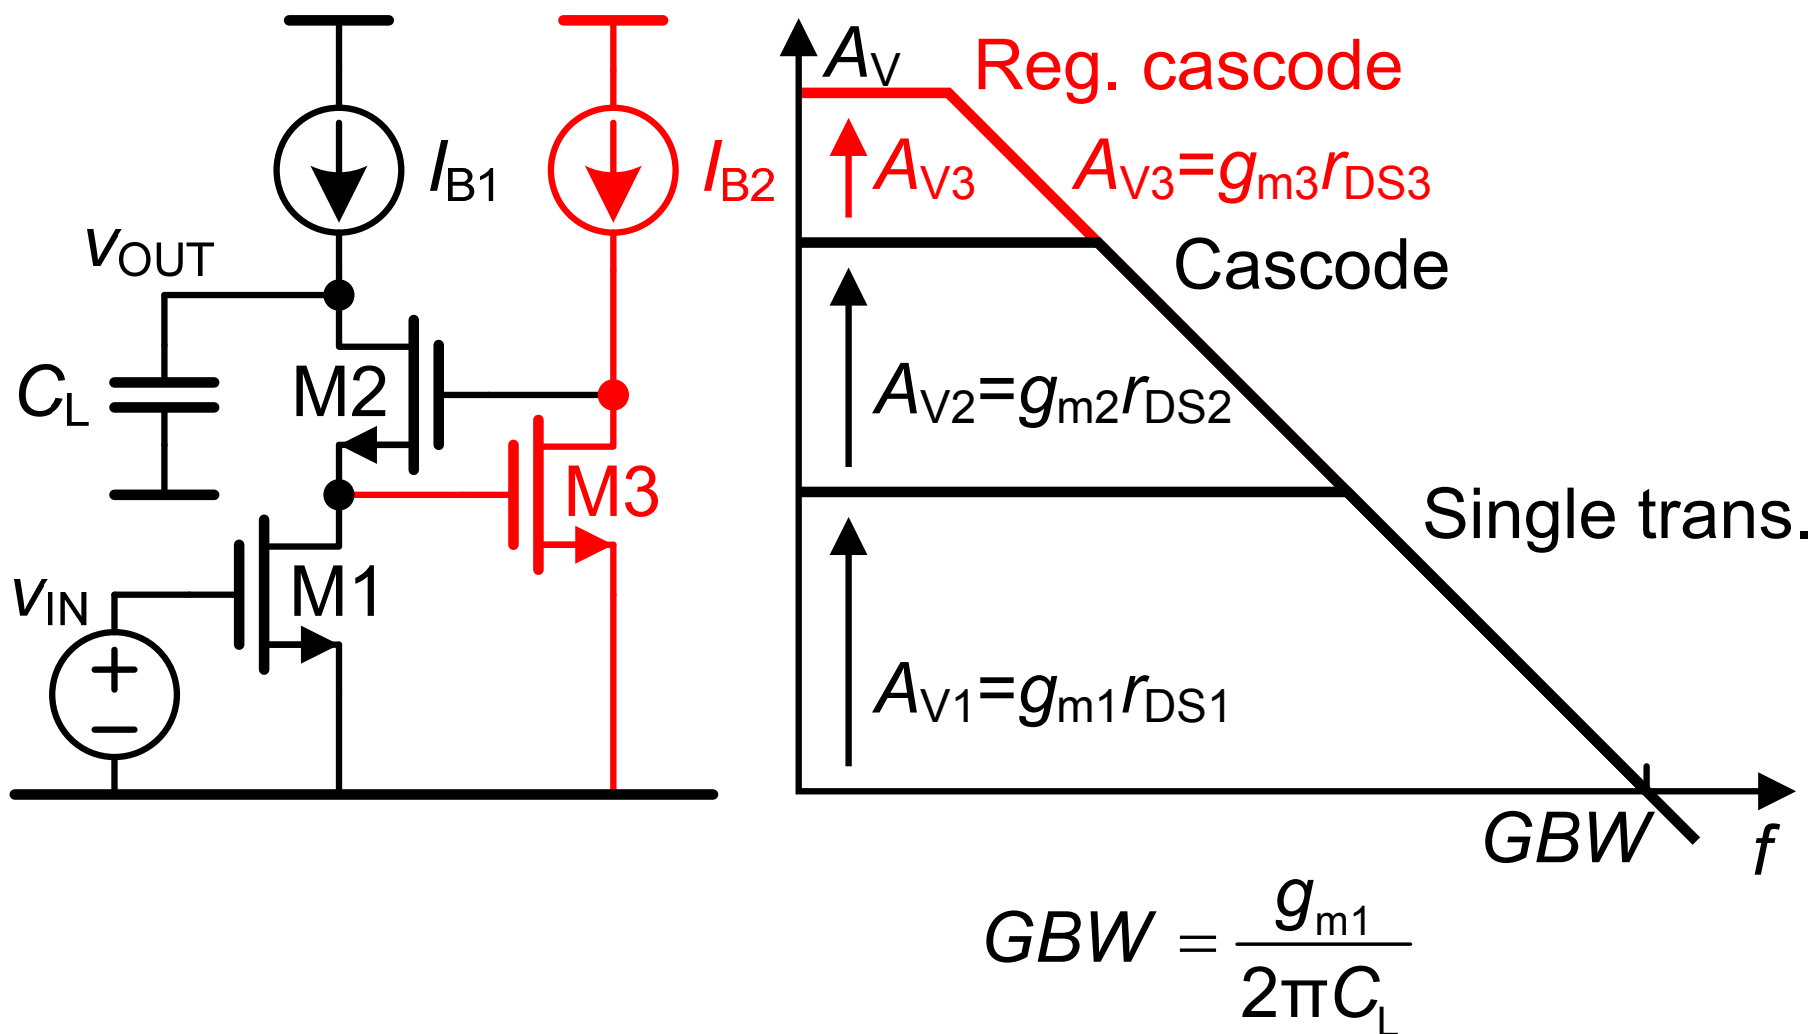 I_B1
I_B2
v_OUT
C_L
M2
M3
M1
v_IN
+
−
A_V
Reg. cascode
A_V3
A_V3=g_m3r_DS3
Cascode
A_V2=g_m2r_DS2
Single trans.
A_V1=g_m1r_DS1
GBW
f
GBW = g_m1 / 2πC_L